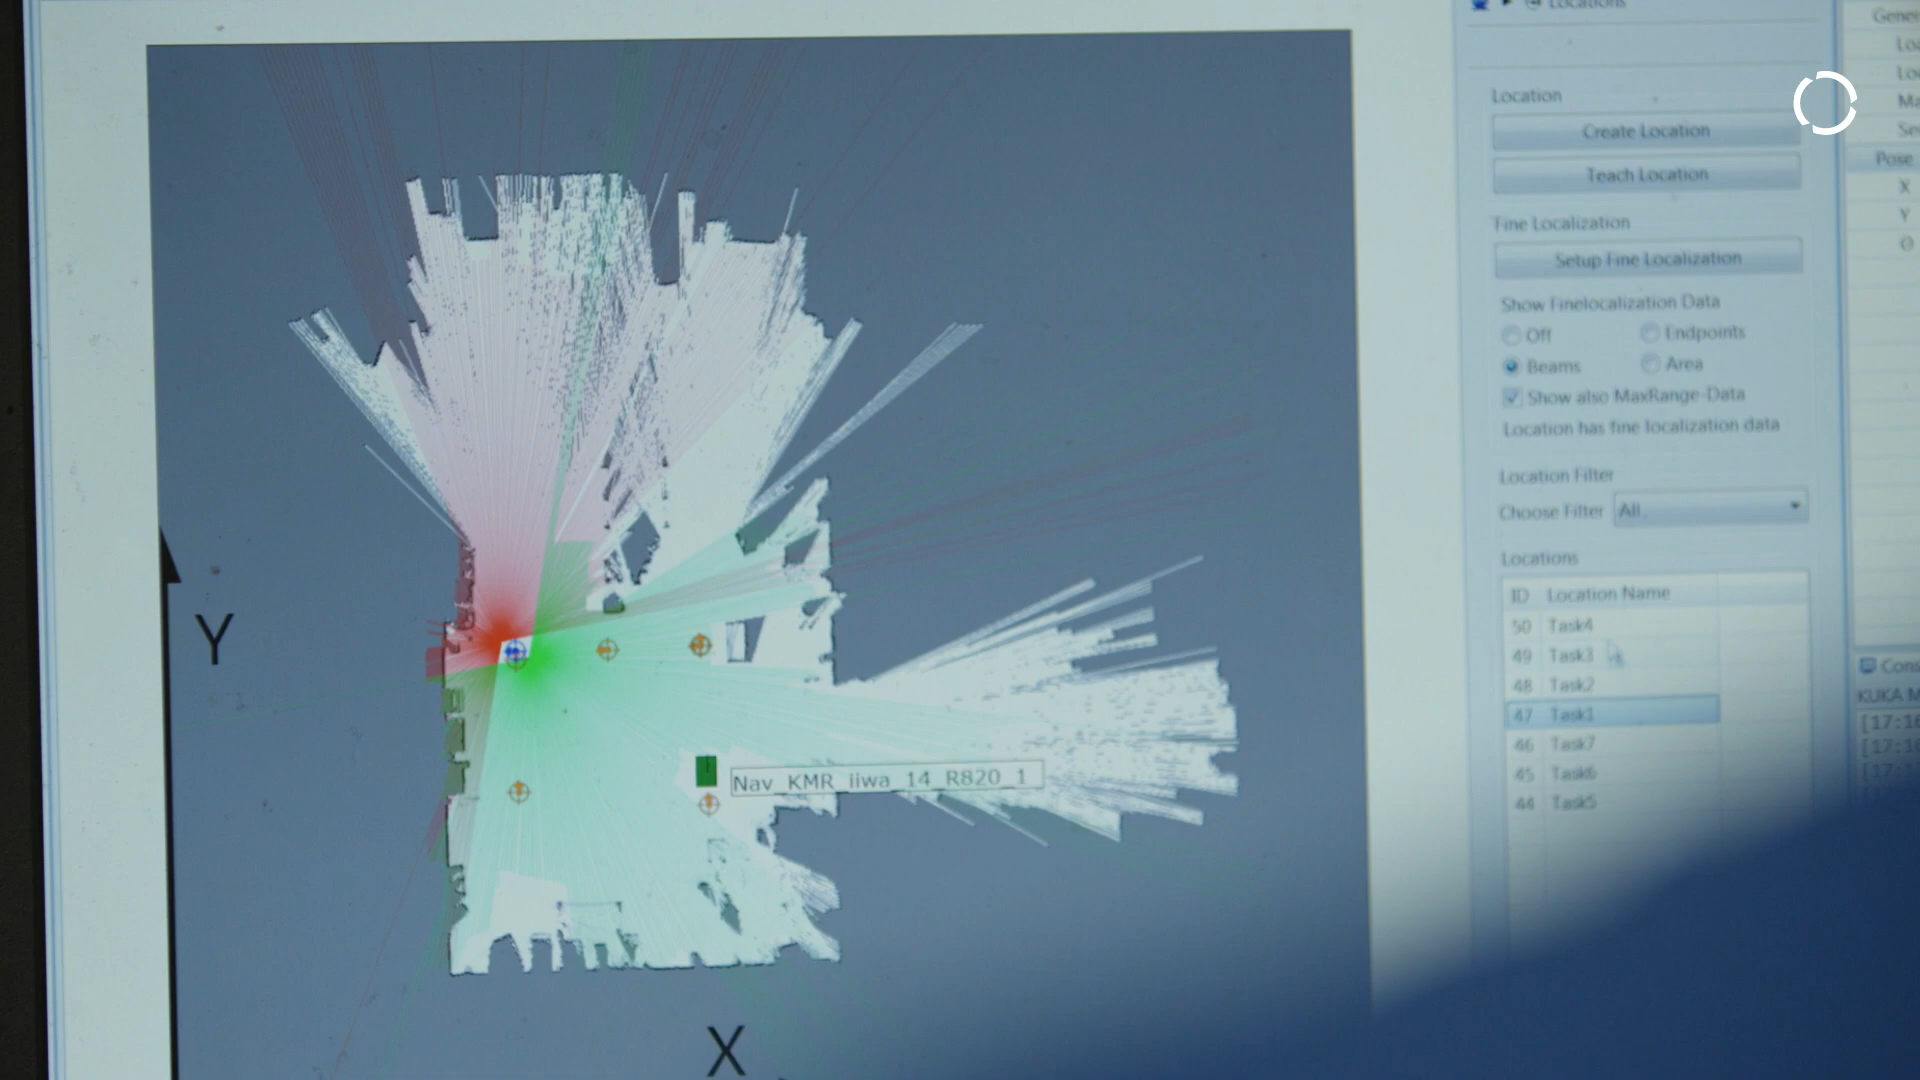 Y
X
Nav_KMR_iiwa_14_R820_1
Locations
Location
Create Location
Teach Location
Fine Localization
Setup Fine Localization
Show Finelocalization Data
Off
Endpoints
Beams
Area
Show also MaxRange-Data
Location has fine localization data
Location Filter
Choose Filter
All
Locations
ID Location Name
50 Task4
49 Task3
48 Task2
47 Task1
46 Task7
45 Task6
44 Task5
Pose
X
Y
KUKA